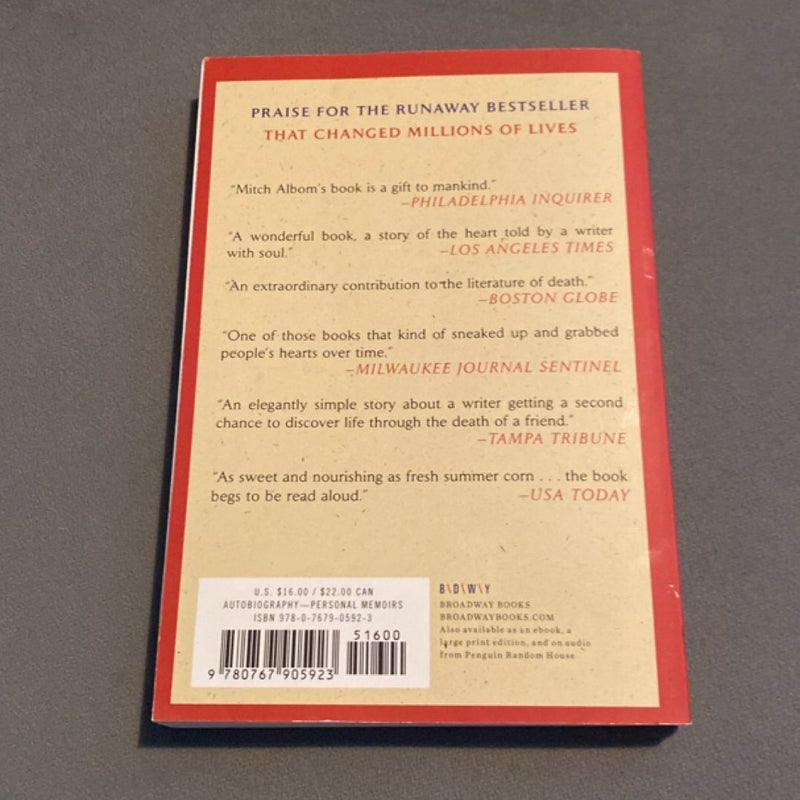 PRAISE FOR THE RUNAWAY BESTSELLER
THAT CHANGED MILLIONS OF LIVES
“Mitch Albom’s book is a gift to mankind.”
–PHILADELPHIA INQUIRER
“A wonderful book, a story of the heart told by a writer
with soul.” –LOS ANGELES TIMES
“An extraordinary contribution to the literature of death.”
–BOSTON GLOBE
“One of those books that kind of sneaked up and grabbed
people’s hearts over time.”
–MILWAUKEE JOURNAL SENTINEL
“An elegantly simple story about a writer getting a second
chance to discover life through the death of a friend.”
–TAMPA TRIBUNE
“As sweet and nourishing as fresh summer corn . . . the book
begs to be read aloud.” –USA TODAY
U.S. $16.00 / $22.00 CAN
AUTOBIOGRAPHY—PERSONAL MEMOIRS
ISBN 978-0-7679-0592-3
51600
9 780767 905923
B\D\W\Y
BROADWAY BOOKS
BROADWAYBOOKS.COM
Also available as an ebook, a
large print edition, and on audio
from Penguin Random House